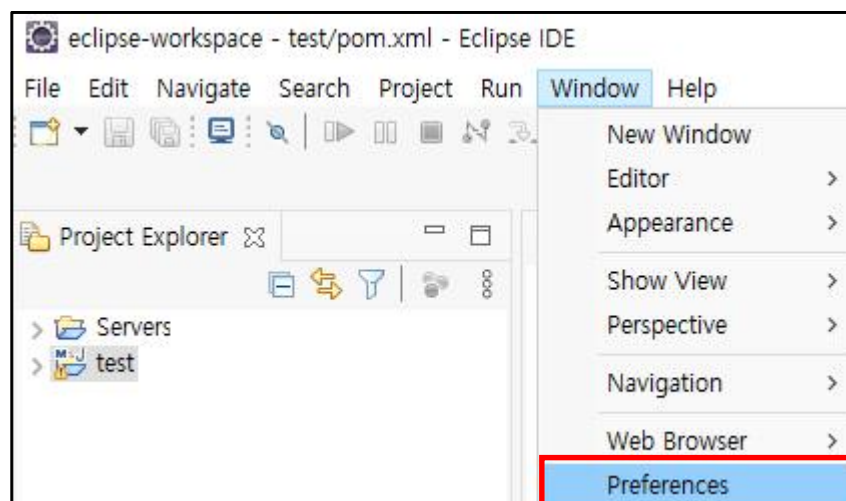 eclipse-workspace - test/pom.xml - Eclipse IDE
File Edit Navigate Search Project Run Window Help
New Window
Editor
Appearance
Show View
Perspective
Navigation
Web Browser
Preferences
Project Explorer
Servers
test